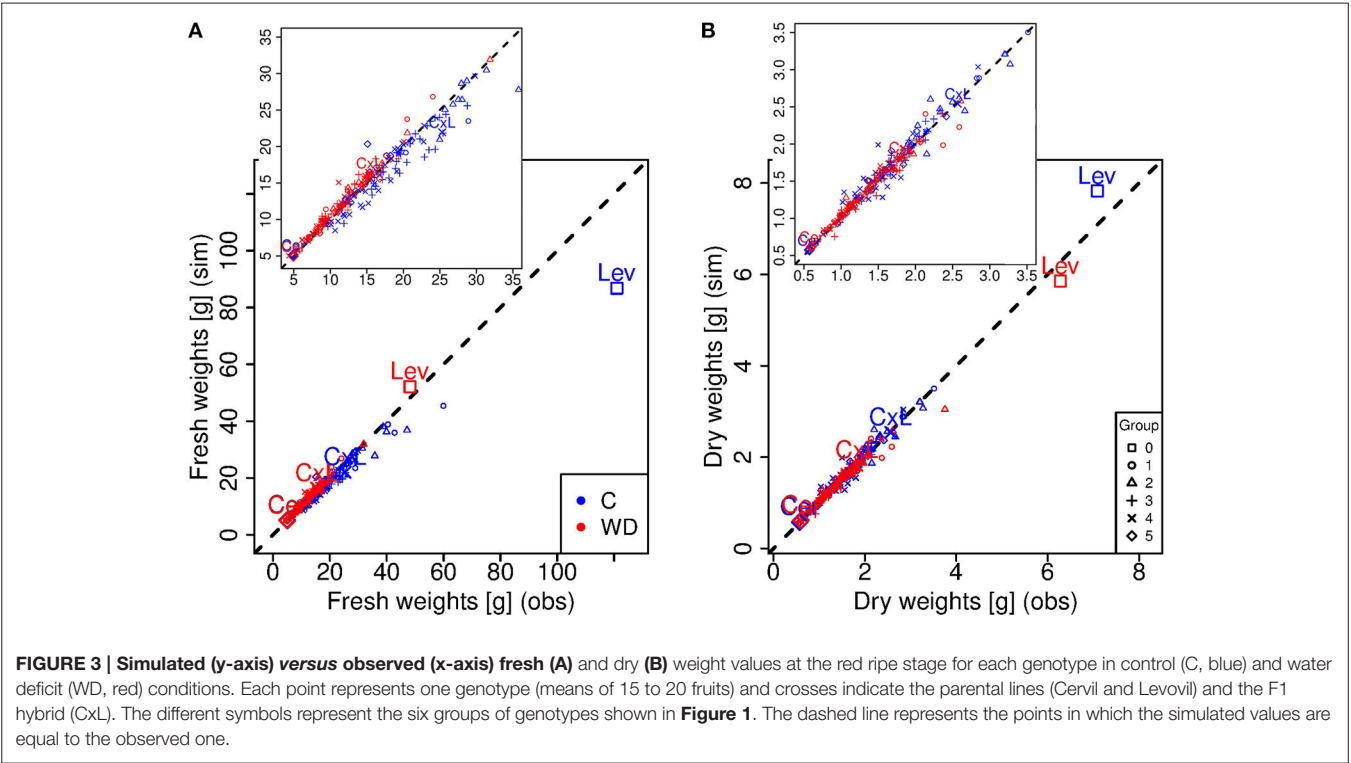 A
35
30
25
20
15
10
5
5 10 15 20 25 30 35
CxL
CxL
Ce
Fresh weights [g] (sim)
100
80
60
40
20
0
Lev
Lev
CxL
CxL
Ce
C
WD
0 20 40 60 80 100
Fresh weights [g] (obs)
B
3.5
3.0
2.5
2.0
1.5
1.0
0.5
0.5 1.0 1.5 2.0 2.5 3.0 3.5
CxL
CxL
Dry weights [g] (sim)
8
6
4
2
0
Lev
Lev
CxL
CxL
Ce
Group
0
1
2
3
4
5
0 2 4 6 8
Dry weights [g] (obs)
FIGURE 3 | Simulated (y-axis) versus observed (x-axis) fresh (A) and dry (B) weight values at the red ripe stage for each genotype in control (C, blue) and water
deficit (WD, red) conditions. Each point represents one genotype (means of 15 to 20 fruits) and crosses indicate the parental lines (Cervil and Levovil) and the F1
hybrid (CxL). The different symbols represent the six groups of genotypes shown in Figure 1. The dashed line represents the points in which the simulated values are
equal to the observed one.